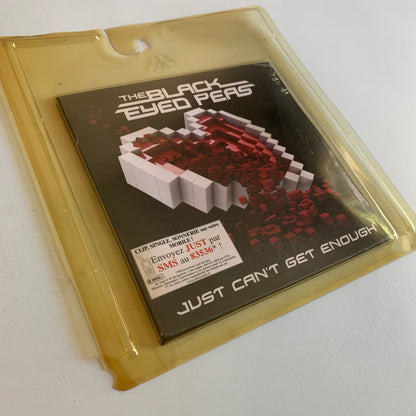 THE BLACK
EYED PEAS
CLIP, SINGLE, SONNERIE sur votre
MOBILE !
Envoyez JUST par
SMS au 83536* !
JUST CAN'T GET ENOUGH